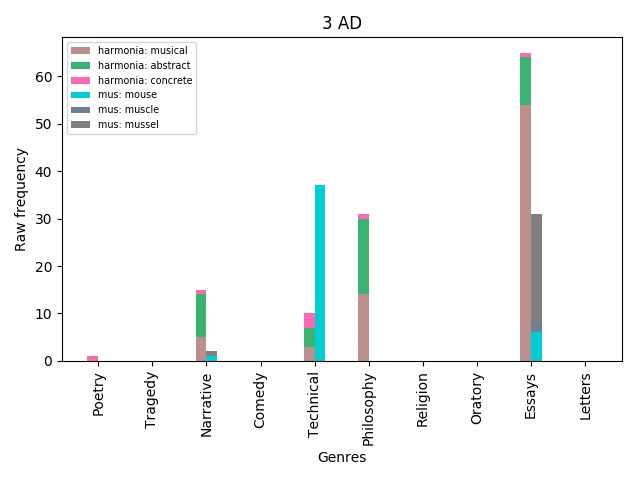 3 AD
harmonia: musical
harmonia: abstract
harmonia: concrete
mus: mouse
mus: muscle
mus: mussel
Raw frequency
60
50
40
30
20
10
0
Poetry
Tragedy
Narrative
Comedy
Technical
Philosophy
Religion
Oratory
Essays
Letters
Genres